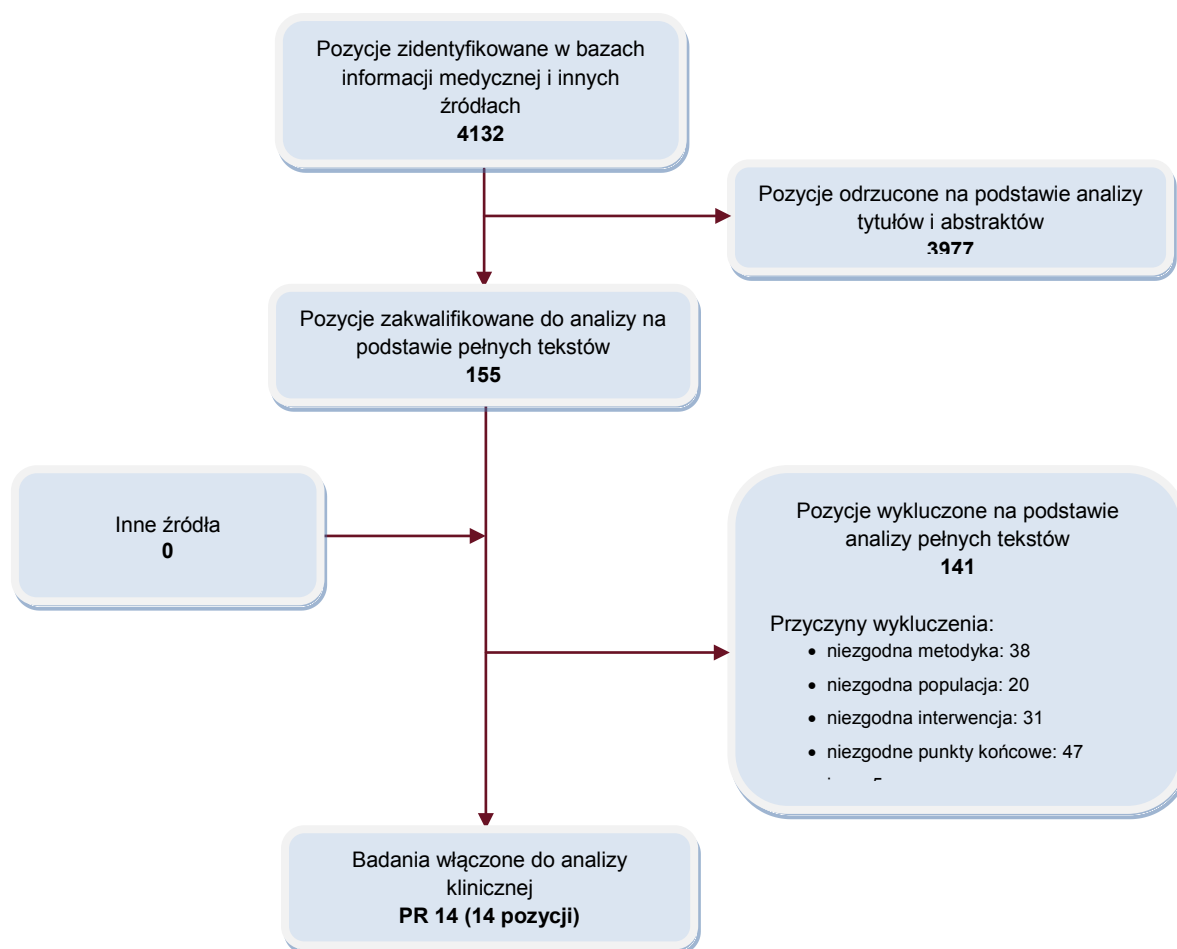 Pozycje zidentyfikowane w bazach
informacji medycznej i innych
źródłach
4132
Pozycje odrzucone na podstawie analizy
tytułów i abstraktów
3977
Pozycje zakwalifikowane do analizy na
podstawie pełnych tekstów
155
Inne źródła
0
Pozycje wykluczone na podstawie
analizy pełnych tekstów
141
Przyczyny wykluczenia:
• niezgodna metodyka: 38
• niezgodna populacja: 20
• niezgodna interwencja: 31
• niezgodne punkty końcowe: 47
Badania włączone do analizy
klinicznej
PR 14 (14 pozycji)